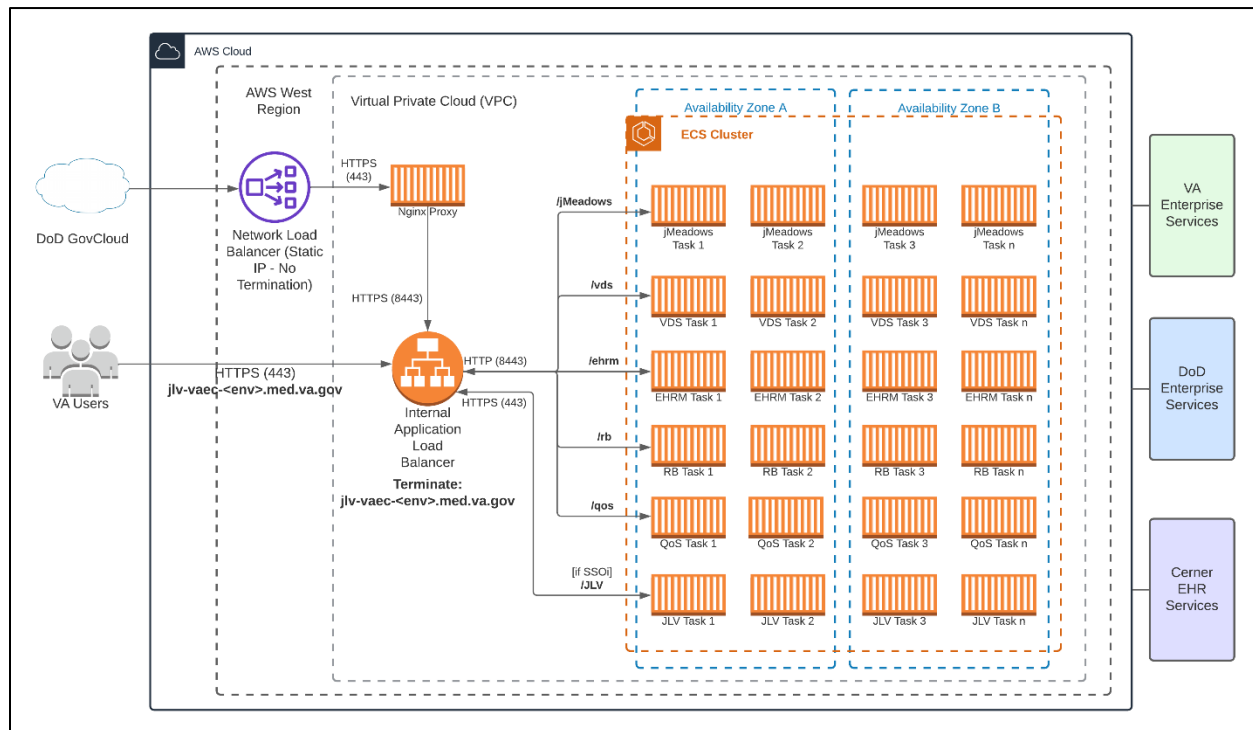 AWS Cloud
AWS West
Region
Virtual Private Cloud (VPC)
Availability Zone A
Availability Zone B
ECS Cluster
DoD GovCloud
Network Load
Balancer (Static
IP - No
Termination)
HTTPS
(443)
Nginx Proxy
HTTPS (8443)
VA Users
HTTPS (443)
jlv-vaec-<env>.med.va.gov
Internal
Application
Load
Balancer
Terminate:
jlv-vaec-<env>.med.va.gov
HTTP (8443)
HTTPS (443)
/jMeadows
jMeadows
Task 1
jMeadows
Task 2
jMeadows
Task 3
jMeadows
Task n
/vds
VDS Task 1
VDS Task 2
VDS Task 3
VDS Task n
/ehrm
EHRM Task 1
EHRM Task 2
EHRM Task 3
EHRM Task n
/rb
RB Task 1
RB Task 2
RB Task 3
RB Task n
/qos
QoS Task 1
QoS Task 2
QoS Task 3
QoS Task n
[if SSOi]
/JLV
JLV Task 1
JLV Task 2
JLV Task 3
JLV Task n
VA
Enterprise
Services
DoD
Enterprise
Services
Cerner
EHR
Services